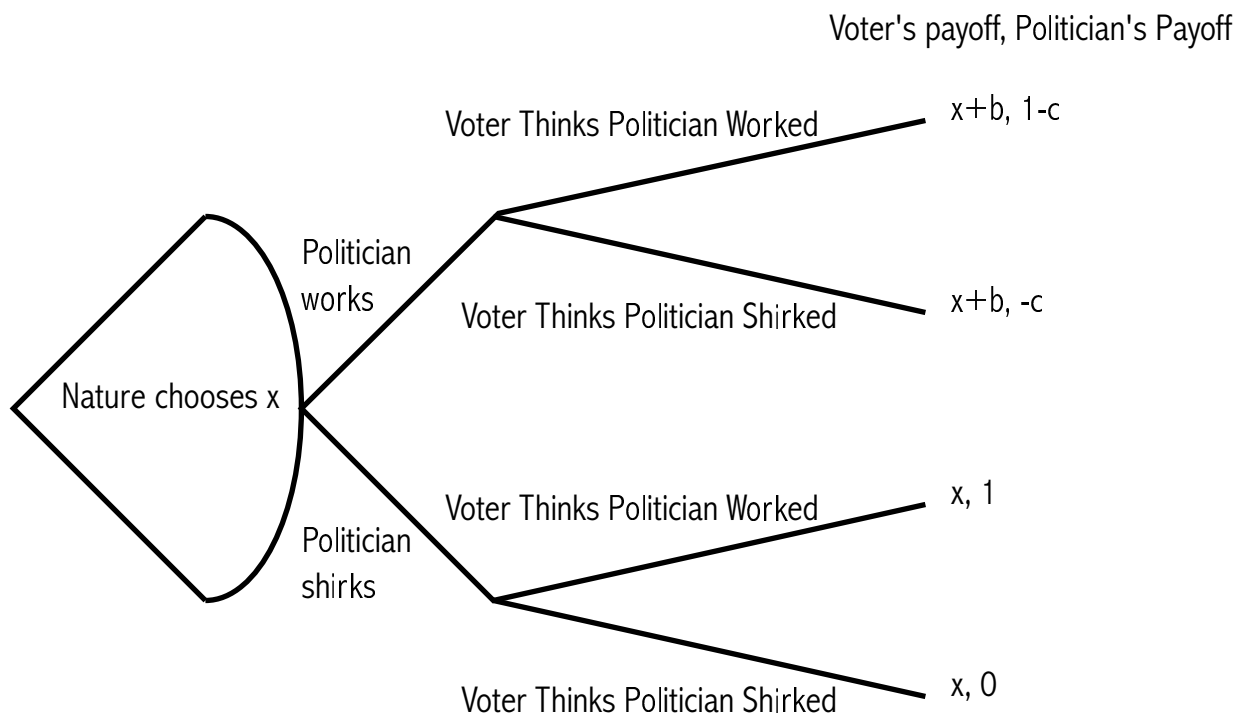 Voter's payoff, Politician's Payoff
Voter Thinks Politician Worked
x+b, 1-c
Politician
works
Voter Thinks Politician Shirked
x+b, -c
Nature chooses x
Voter Thinks Politician Worked
x, 1
Politician
shirks
Voter Thinks Politician Shirked
x, 0